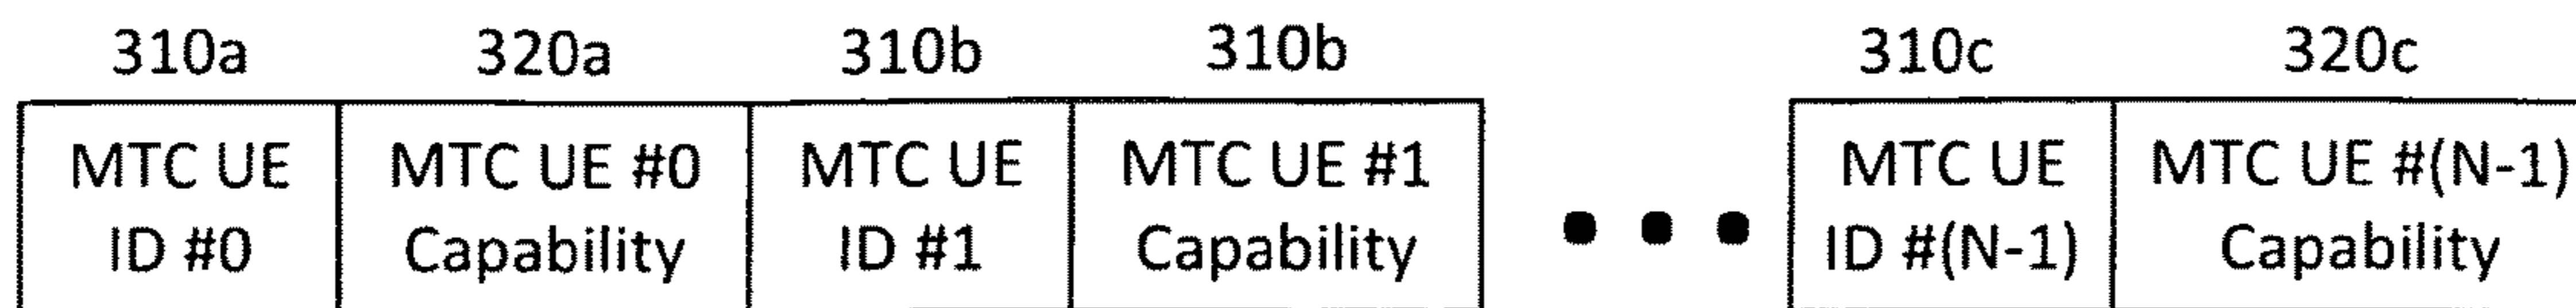 310a 320a 310b 310b 310c 320c
MTC UE MTC UE #0 MTC UE MTC UE #1 MTC UE MTC UE #(N-1)
ID #0 Capability ID #1 Capability ID #(N-1) Capability